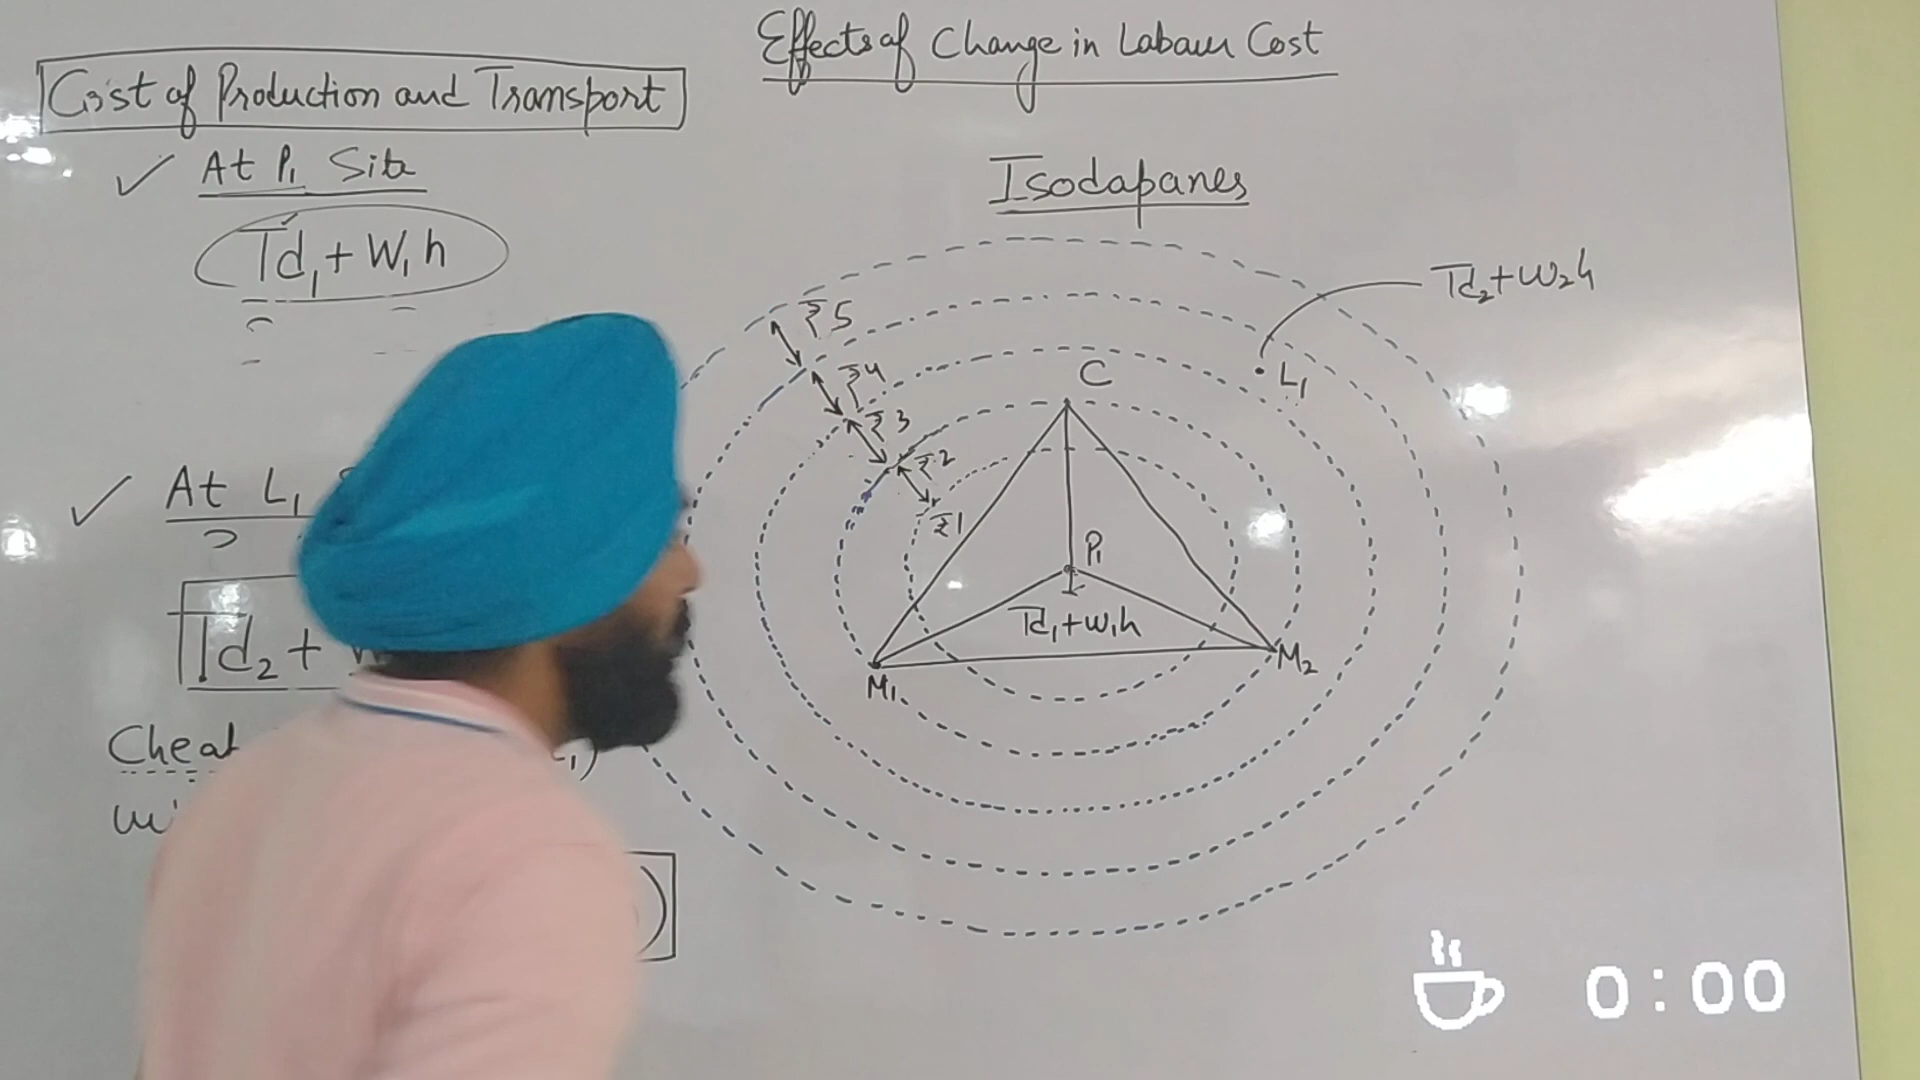 Effects of Change in Labour Cost
Cost of Production and Transport
At P₁ Site
Td₁ + W₁h
At L₁
Td₂ +
Isodapanes
Td₂ + W₂h
₹5
₹4
₹3
₹2
₹1
C
L₁
P₁
Td₁ + W₁h
M₁
M₂
0:00